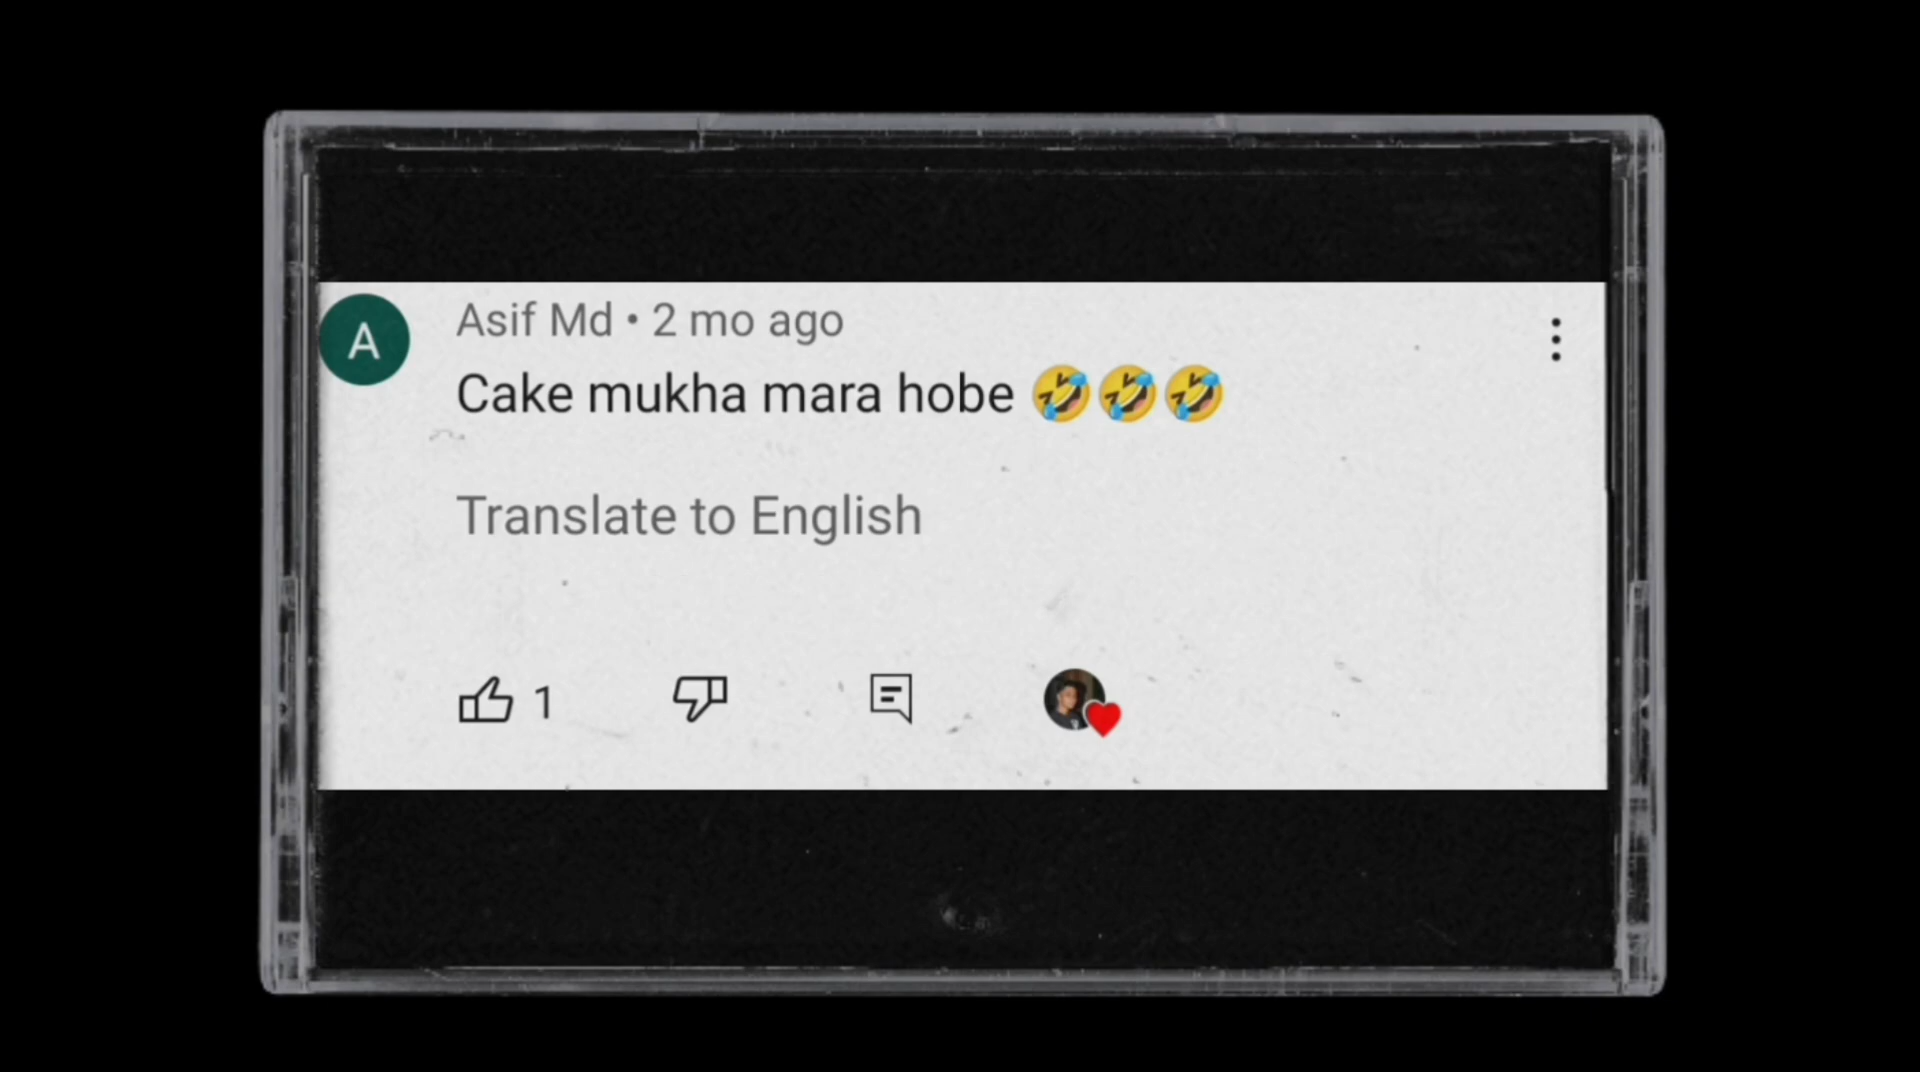 A
Asif Md • 2 mo ago
Cake mukha mara hobe 🤣🤣🤣
Translate to English
1